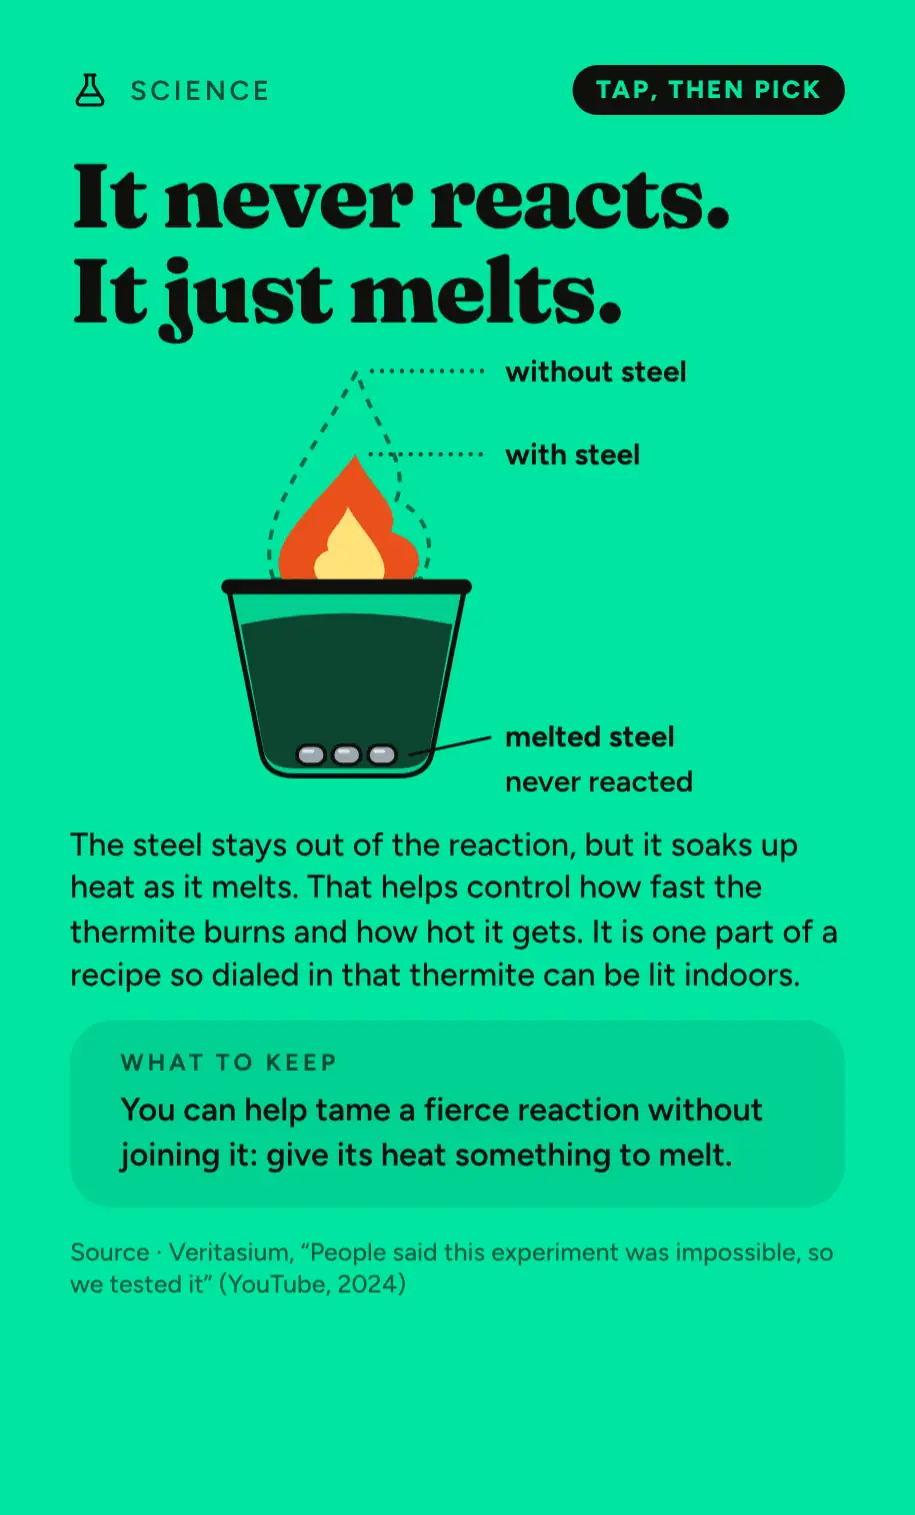 SCIENCE
TAP, THEN PICK
It never reacts.
It just melts.
without steel
with steel
melted steel
never reacted
The steel stays out of the reaction, but it soaks up
heat as it melts. That helps control how fast the
thermite burns and how hot it gets. It is one part of a
recipe so dialed in that thermite can be lit indoors.
WHAT TO KEEP
You can help tame a fierce reaction without
joining it: give its heat something to melt.
Source · Veritasium, “People said this experiment was impossible, so
we tested it” (YouTube, 2024)